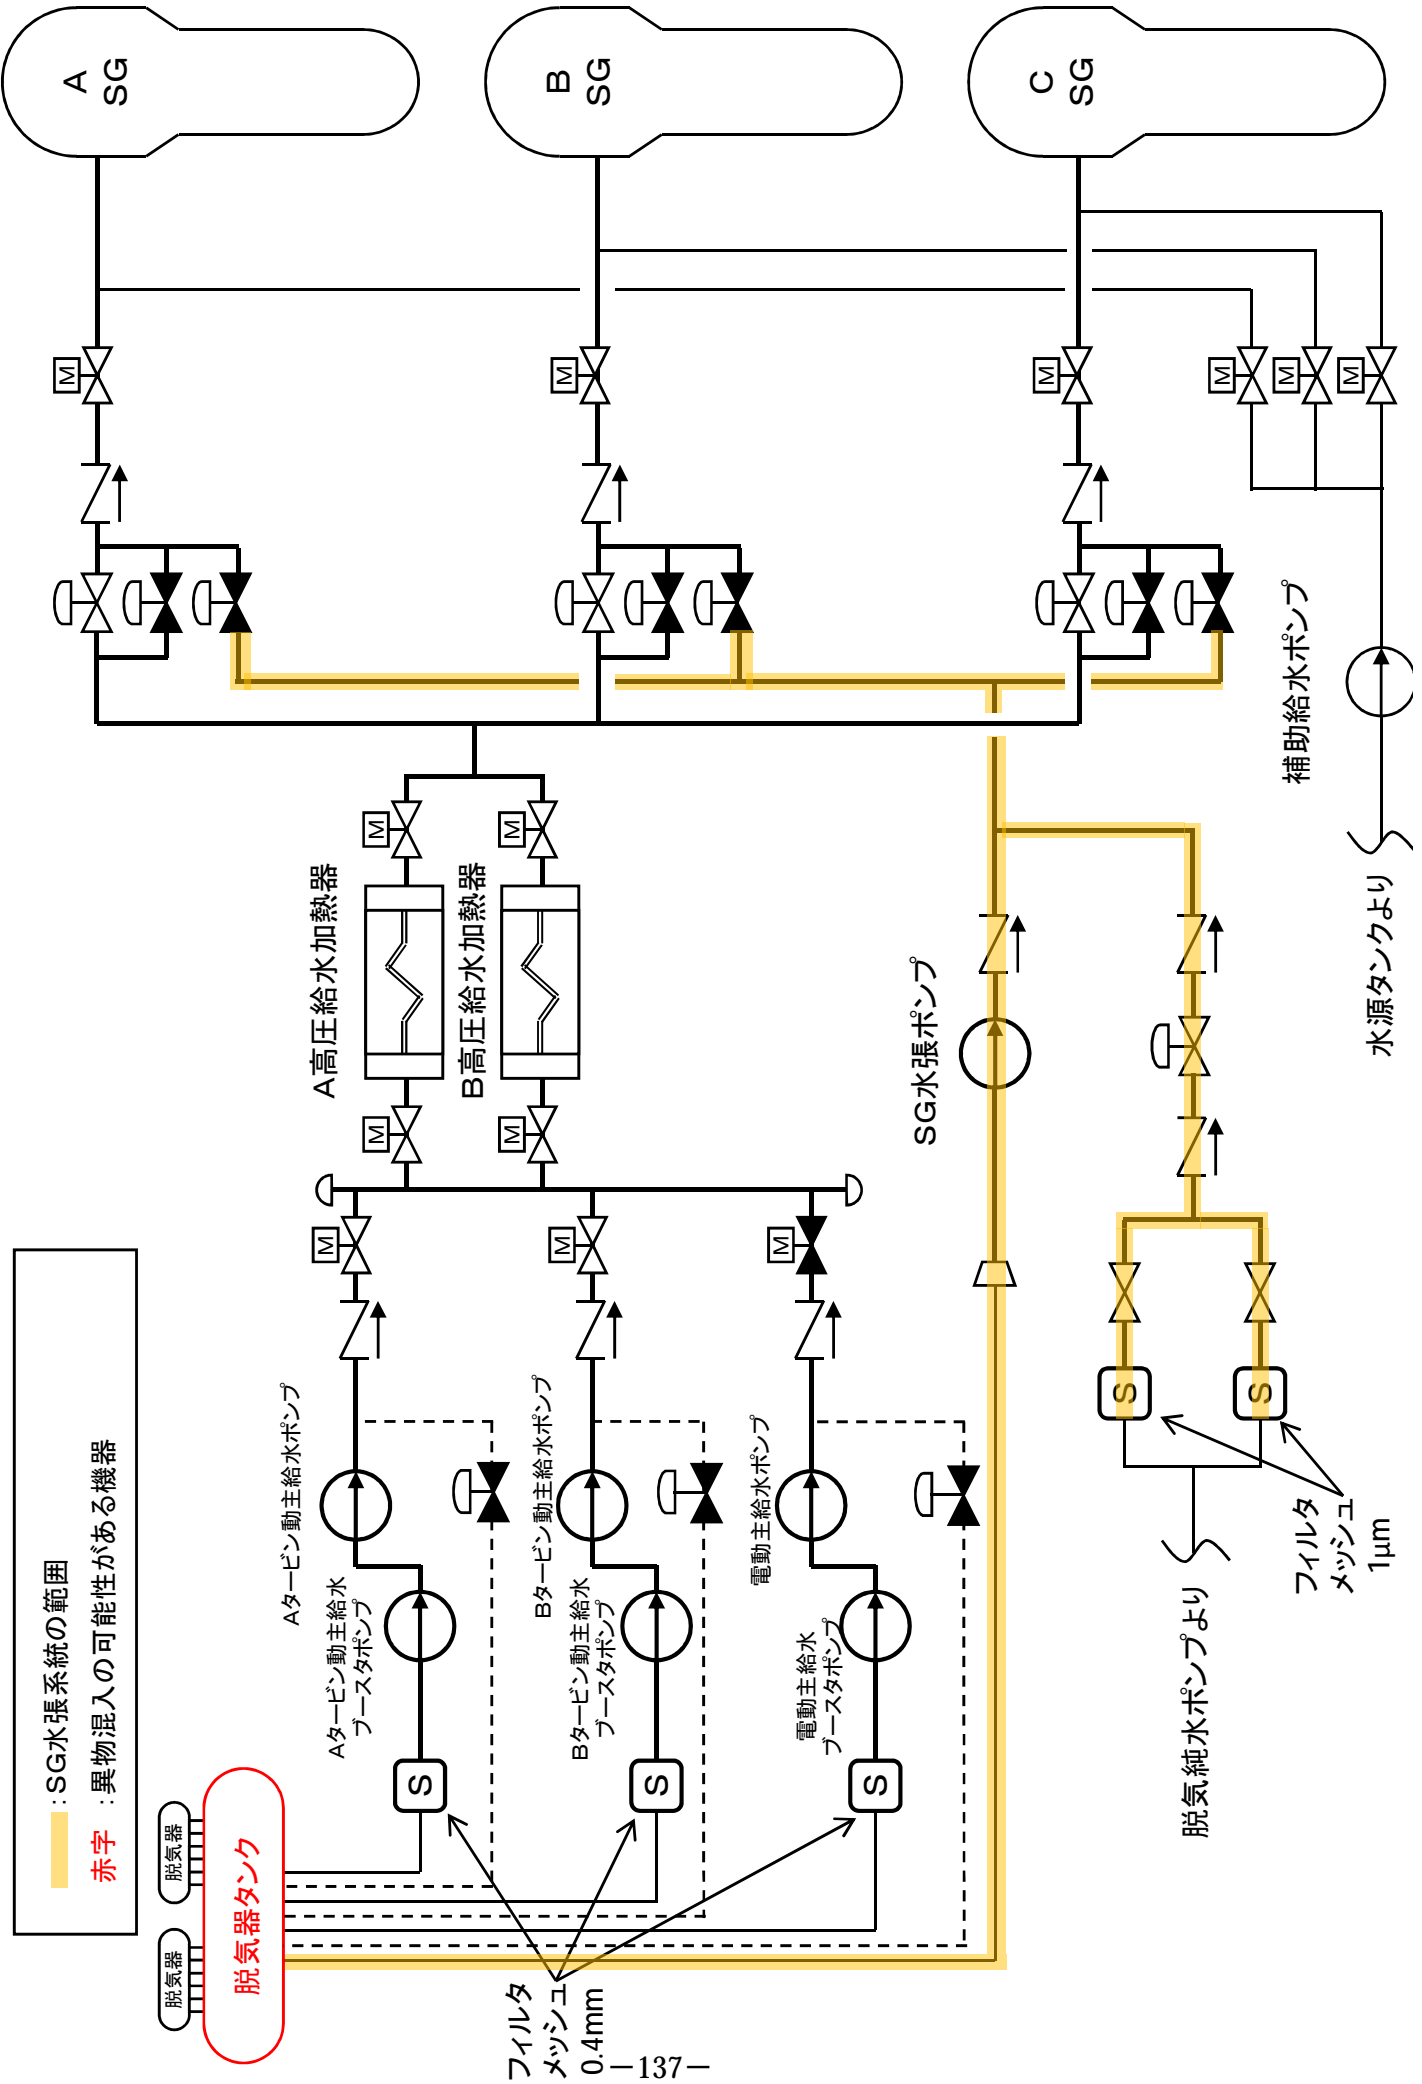 A
SG
B
SG
C
SG
M
M
M
M
M
M
M
M
A高圧給水加熱器
B高圧給水加熱器
M
M
M
M
M
SG水張ポンプ
補助給水ポンプ
水源タンクより
Aタービン動主給水ポンプ
Bタービン動主給水ポンプ
電動主給水ポンプ
Aタービン動主給水
ブースタポンプ
Bタービン動主給水
ブースタポンプ
電動主給水
ブースタポンプ
S
S
S
S
S
フィルタ
メッシュ
1μm
脱気純水ポンプより
フィルタ
メッシュ
0.4mm
脱気器
脱気器
脱気器タンク
:SG水張系統の範囲
赤字 :異物混入の可能性がある機器
－137－